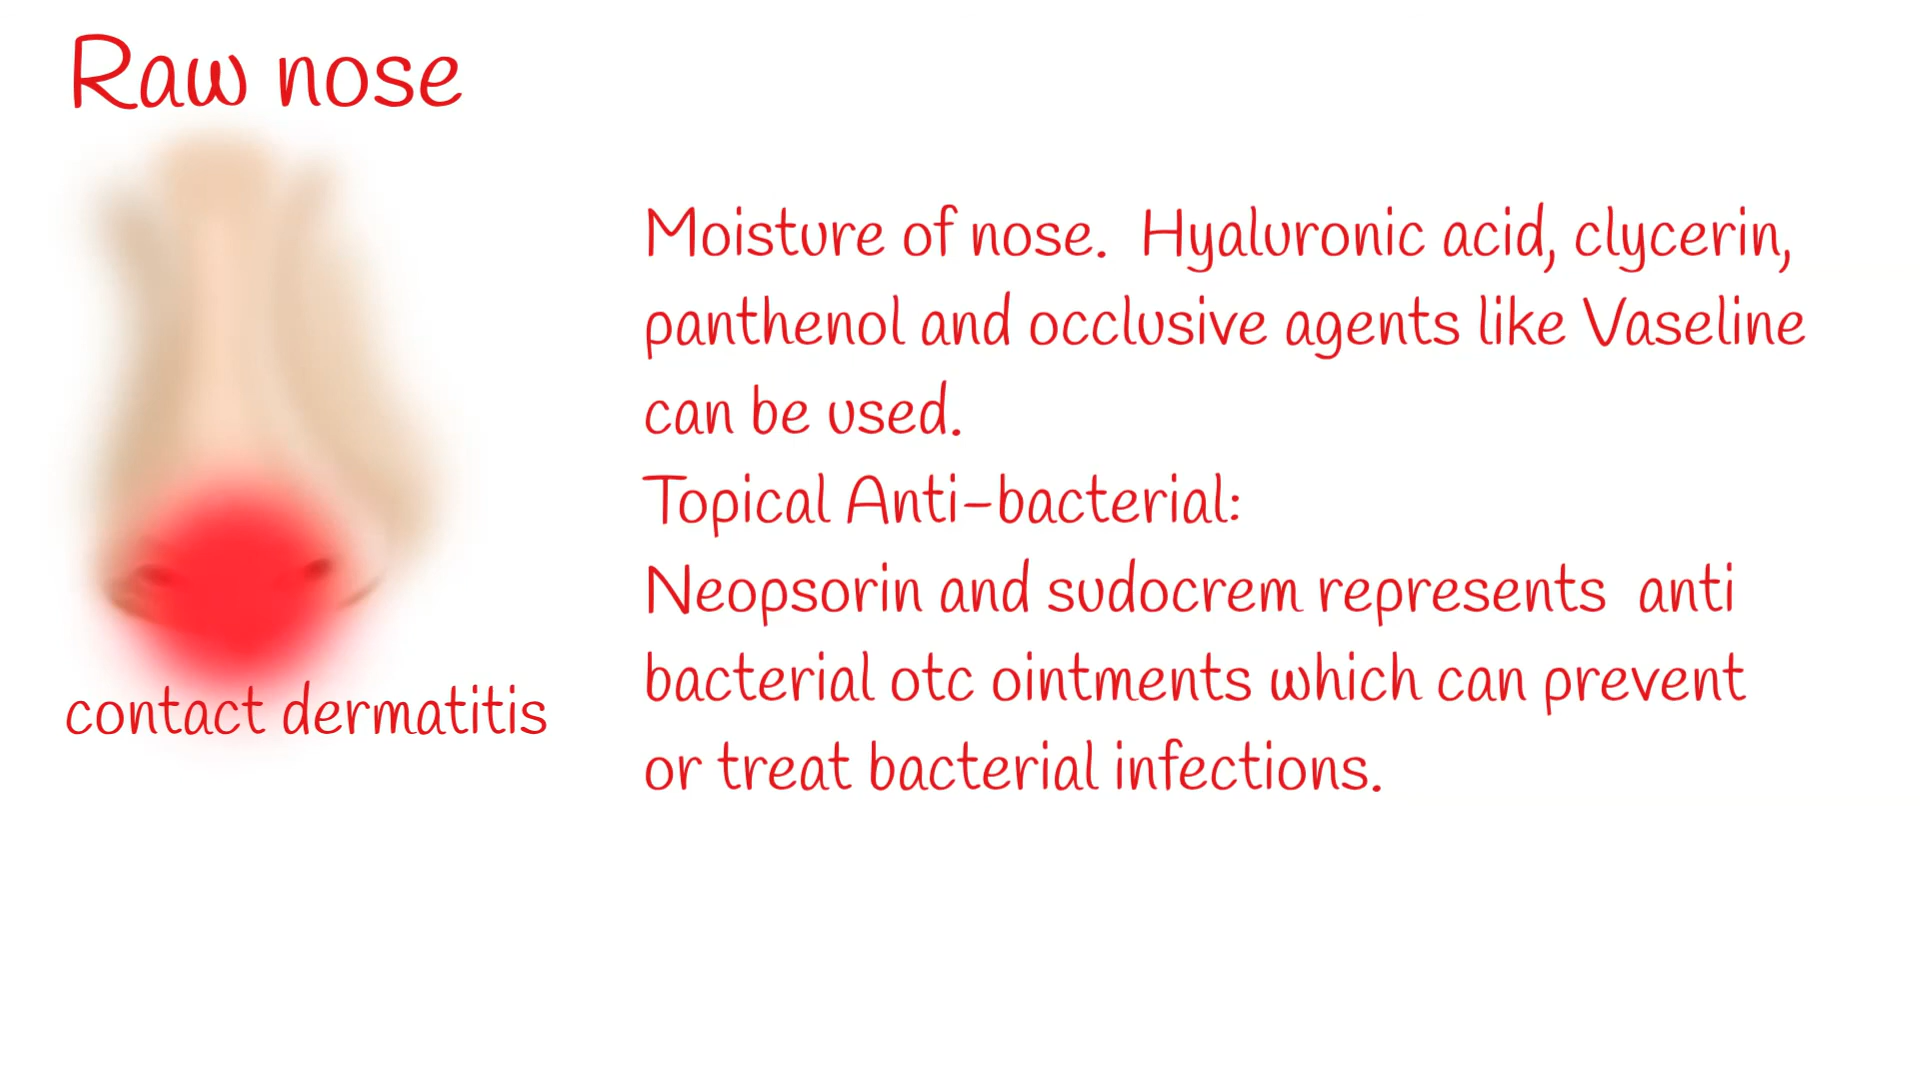 Raw nose
Moisture of nose.  Hyaluronic acid, clycerin,
panthenol and occlusive agents like Vaseline
can be used.
Topical Anti-bacterial:
Neopsorin and sudocrem represents  anti
bacterial otc ointments which can prevent
or treat bacterial infections.
contact dermatitis